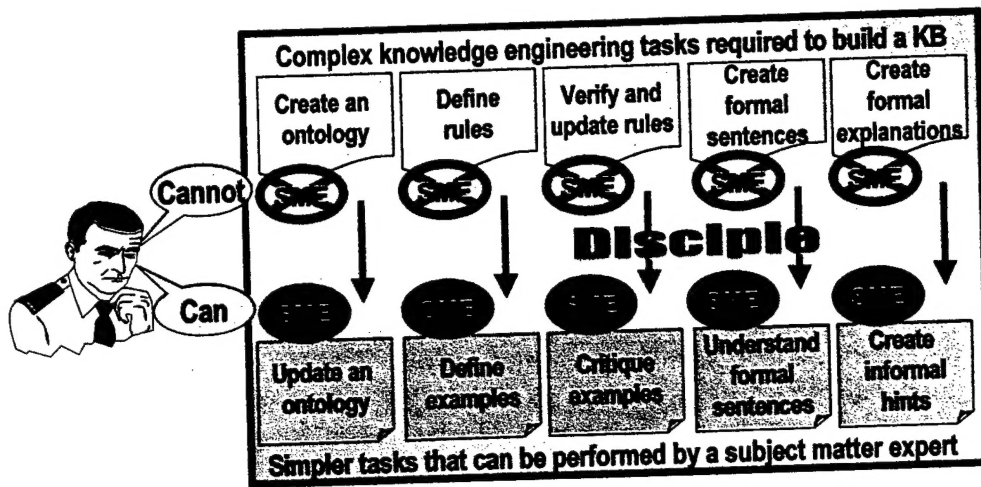 Complex knowledge engineering tasks required to build a KB
Create an
ontology
Define
rules
Verify and
update rules
Create
formal
sentences
Create
formal
explanations
SME
SME
SME
SME
SME
Cannot
Disciple
Can
SME
SME
SME
SME
SME
Update an
ontology
Define
examples
Critique
examples
Understand
formal
sentences
Create
informal
hints
Simpler tasks that can be performed by a subject matter expert